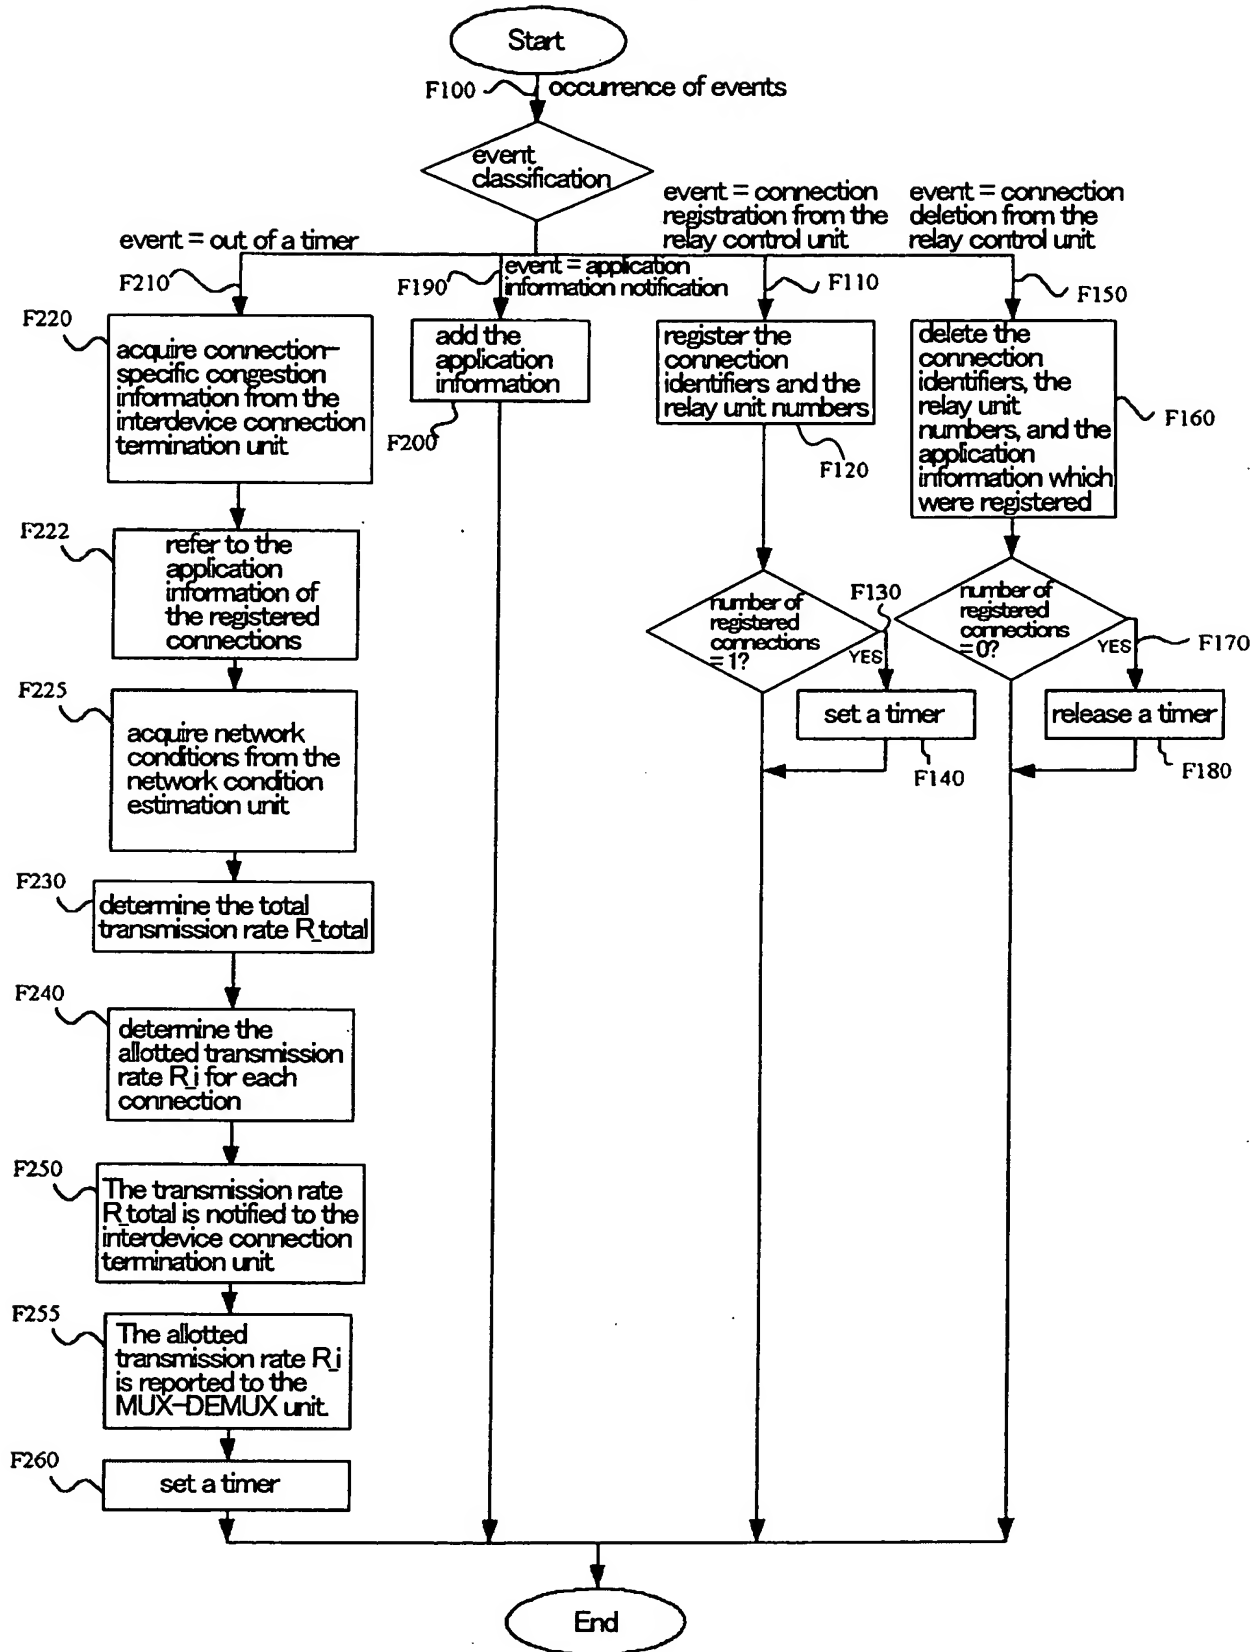 Start
F100
occurrence of events
event
classification
event = out of a timer
F210
F190
event = application
information notification
event = connection
registration from the
relay control unit
F110
event = connection
deletion from the
relay control unit
F150
F220
acquire connection-
specific congestion
information from the
interdevice connection
termination unit
add the
application
information
F200
register the
connection
identifiers and the
relay unit numbers
F120
delete the
connection
identifiers, the
relay unit
numbers, and the
application
information which
were registered
F160
F222
refer to the
application
information of
the registered
connections
number of
registered
connections
= 1?
F130
YES
number of
registered
connections
= 0?
YES
F170
F225
acquire network
conditions from the
network condition
estimation unit
set a timer
F140
release a timer
F180
F230
determine the total
transmission rate R_total
F240
determine the
allotted transmission
rate R_i for each
connection
F250
The transmission rate
R_total is notified to the
interdevice connection
termination unit
F255
The allotted
transmission rate R_i
is reported to the
MUX-DEMUX unit.
F260
set a timer
End